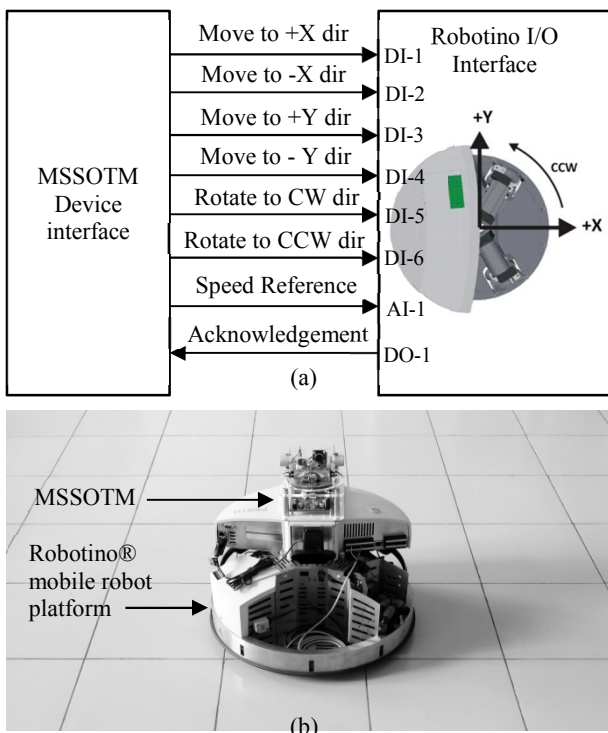 Move to +X dir
DI-1
Move to -X dir
DI-2
Move to +Y dir
DI-3
Move to - Y dir
DI-4
Rotate to CW dir
DI-5
Rotate to CCW dir
DI-6
Speed Reference
AI-1
Acknowledgement
DO-1
MSSOTM
Device
interface
Robotino I/O
Interface
+Y
CCW
+X
(a)
MSSOTM
Robotino®
mobile robot
platform
(b)